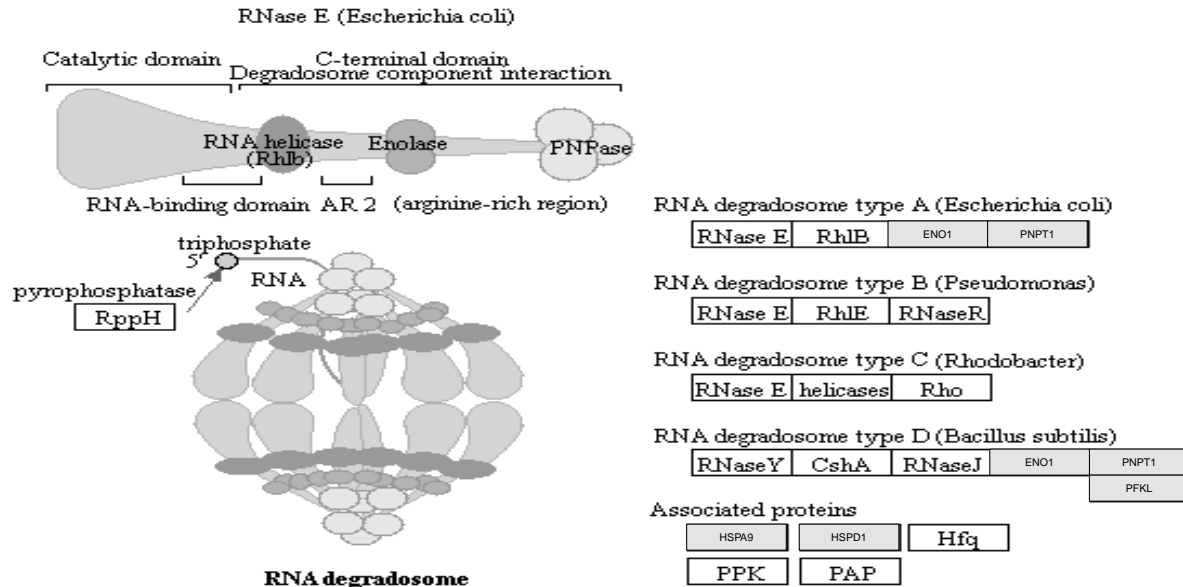 RNase E (Escherichia coli)
Catalytic domain
C-terminal domain
Degradosome component interaction
RNA helicase
(Rhlb)
Enolase
PNPase
RNA-binding domain AR 2 (arginine-rich region)
triphosphate
5'
RNA
pyrophosphatase
RppH
RNA degradosome
RNA degradosome type A (Escherichia coli)
RNase E RhlB ENO1 PNPT1
RNA degradosome type B (Pseudomonas)
RNase E RhlE RNaseR
RNA degradosome type C (Rhodobacter)
RNase E helicases Rho
RNA degradosome type D (Bacillus subtilis)
RNaseY CshA RNaseJ ENO1 PNPT1
PFKL
Associated proteins
HSPA9 HSPD1 Hfq
PPK PAP